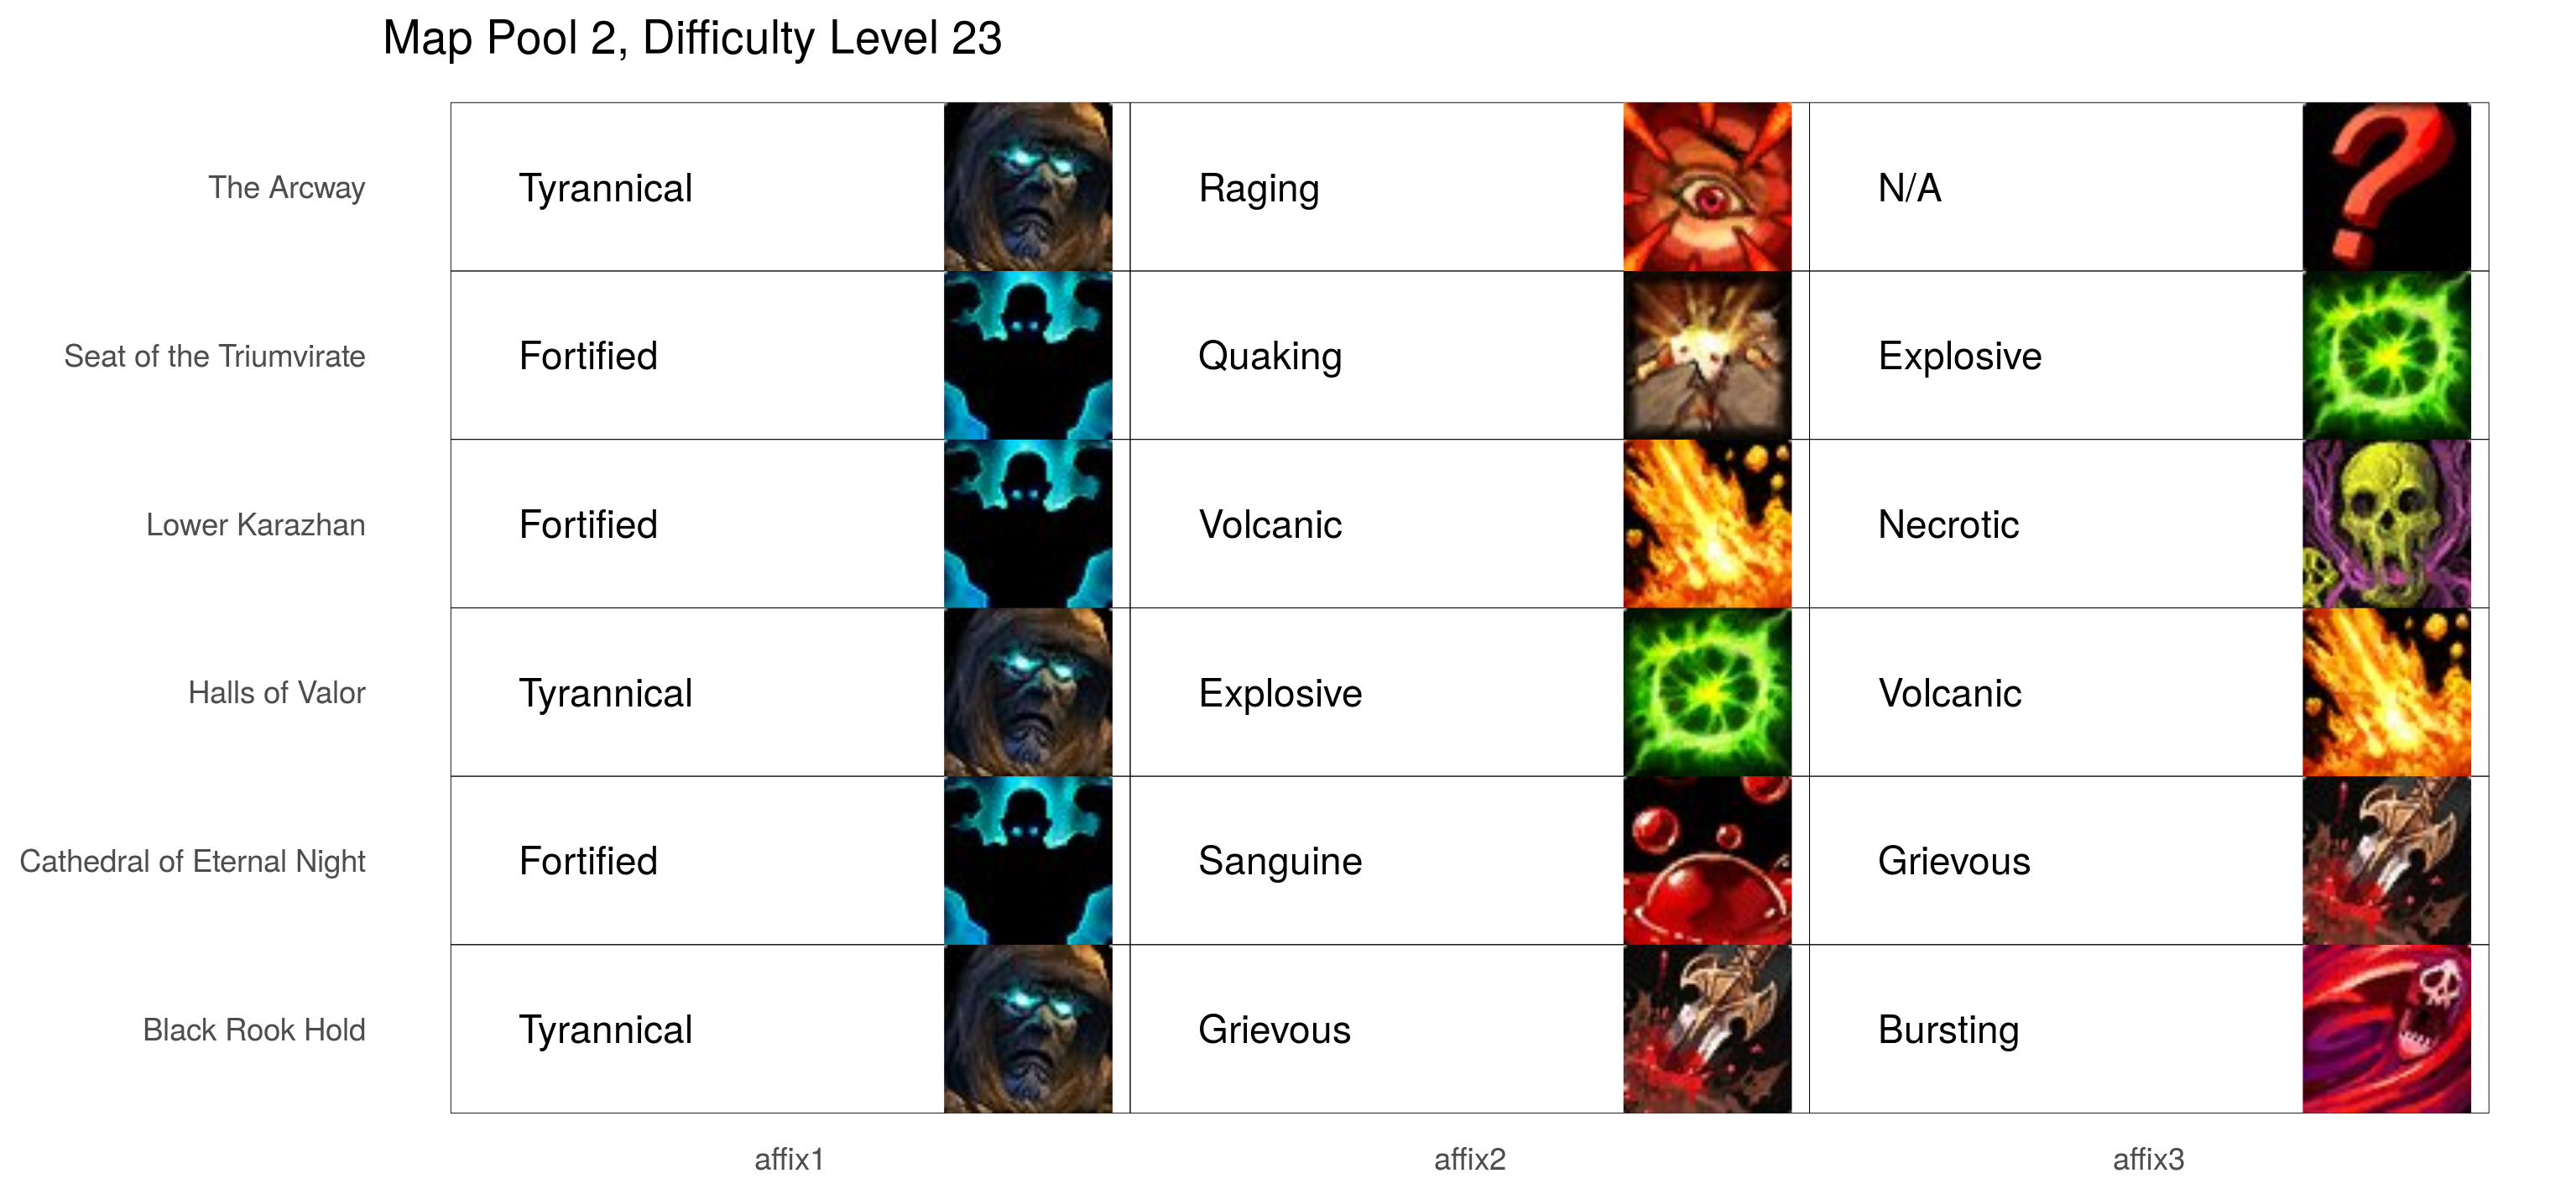 Map Pool 2, Difficulty Level 23
The Arcway Tyrannical Raging N/A
Seat of the Triumvirate Fortified Quaking Explosive
Lower Karazhan Fortified Volcanic Necrotic
Halls of Valor Tyrannical Explosive Volcanic
Cathedral of Eternal Night Fortified Sanguine Grievous
Black Rook Hold Tyrannical Grievous Bursting
affix1 affix2 affix3